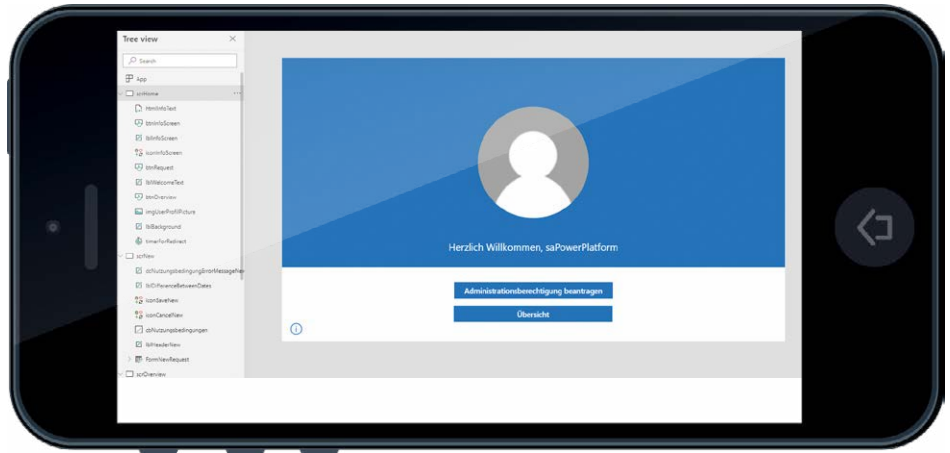 Tree view
Search
App
scrHome
HtmlInfoText
btnInfoScreen
lblInfoScreen
iconInfoScreen
btnRequest
lblWelcomeText
btnOverview
imgUserProfilPicture
lblBackground
timerForRedirect
scrNew
lblDifferenceBetweenDates
iconSaveNew
iconCancelNew
cbNutzungsbedingungen
lblHeaderNew
FormNewRequest
scrOverview
Herzlich Willkommen, saPowerPlatform
Administrationsberechtigung beantragen
Übersicht